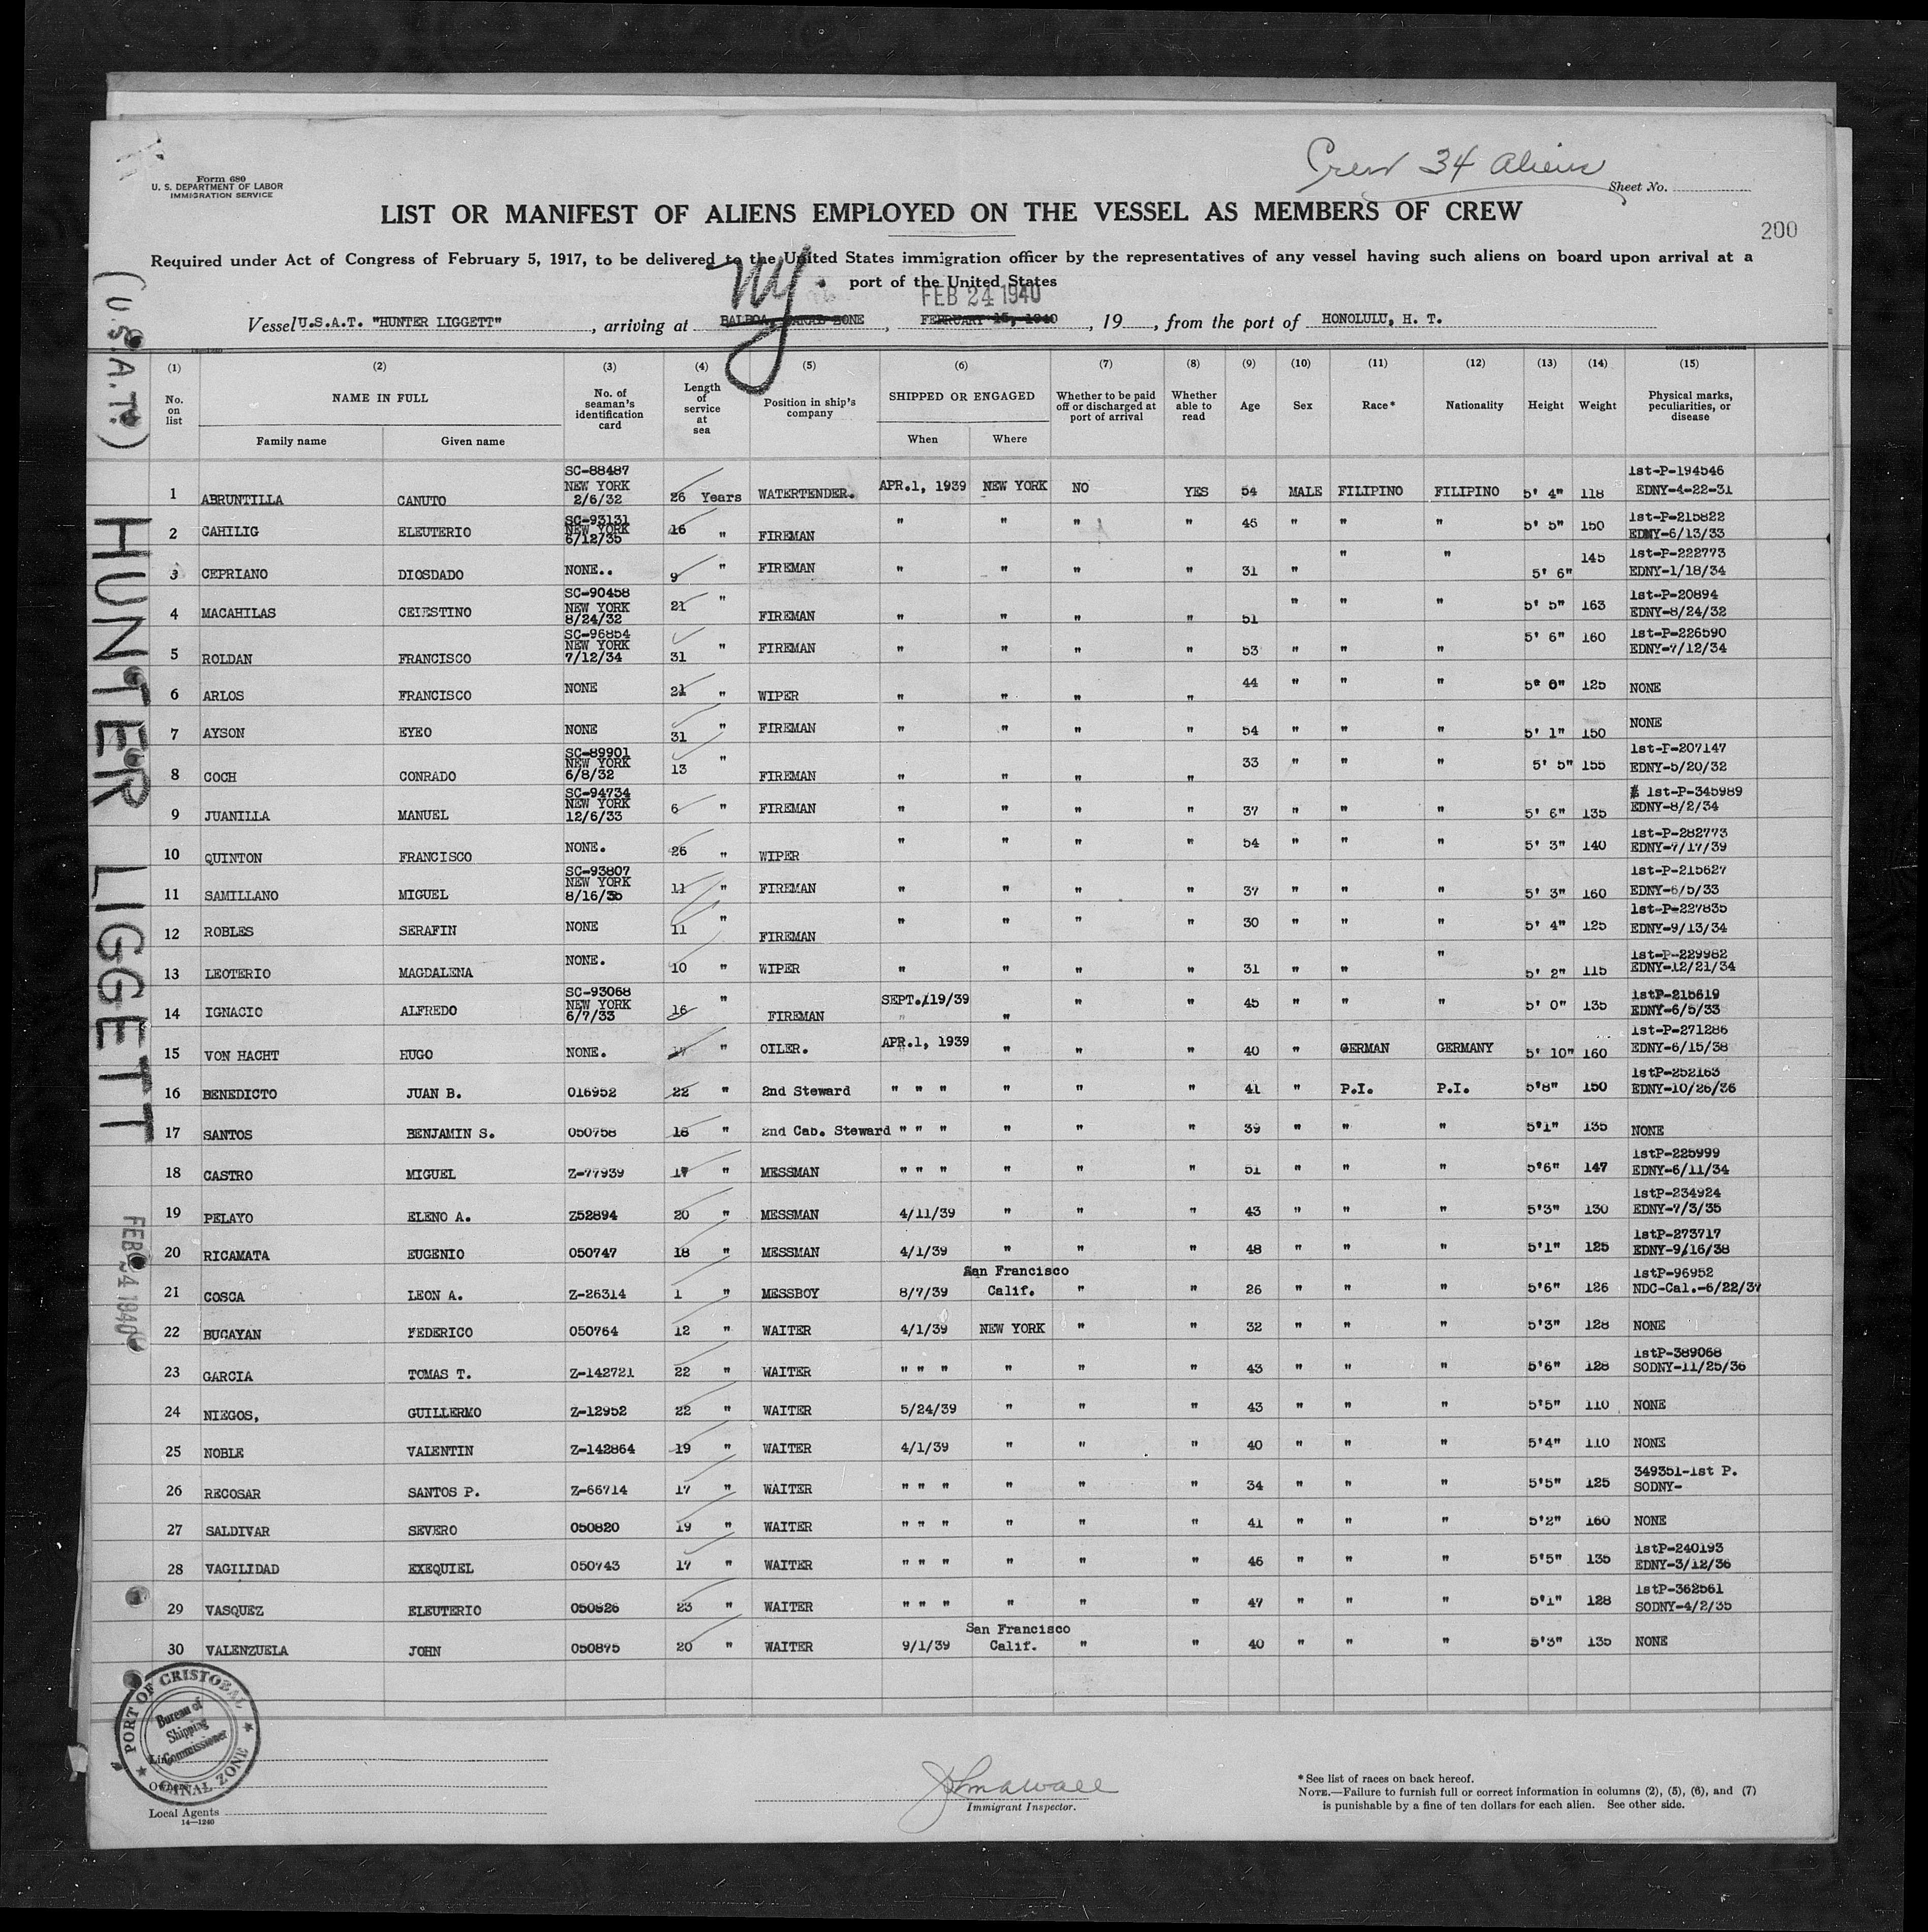 Crew 34 aliens
Form 680
U. S. DEPARTMENT OF LABOR
IMMIGRATION SERVICE
Sheet No.
LIST OR MANIFEST OF ALIENS EMPLOYED ON THE VESSEL AS MEMBERS OF CREW
200
Required under Act of Congress of February 5, 1917, to be delivered to the United States immigration officer by the representatives of any vessel having such aliens on board upon arrival at a
port of the United States
NY.
FEB 24 1940
Vessel U.S.A.T. "HUNTER LIGGETT", arriving at BALBOA, CANAL ZONE, FEBRUARY 15, 1940, 19, from the port of HONOLULU, H. T.
(U.S.A.T.) HUNTER LIGGETT
FEB 24 1940
(1) (2) (3) (4) (5) (6) (7) (8) (9) (10) (11) (12) (13) (14) (15)
No. on list NAME IN FULL Family name Given name No. of seaman's identification card Length of service at sea Position in ship's company SHIPPED OR ENGAGED When Where Whether to be paid off or discharged at port of arrival Whether able to read Age Sex Race* Nationality Height Weight Physical marks, peculiarities, or disease
1 ABRUNTILLA CANUTO SC-88487 NEW YORK 2/6/32 26 Years WATERTENDER. APR.1, 1939 NEW YORK NO YES 54 MALE FILIPINO FILIPINO 5' 4" 118 1st-P-194546 EDNY-4-22-31
2 CAHILIG ELEUTERIO SC-93131 NEW YORK 6/12/35 16 " FIREMAN " " " " 46 " " " 5' 5" 150 1st-P-215822 EDNY-6/13/33
3 CEPRIANO DIOSDADO NONE.. 9 " FIREMAN " " " " 31 " " " 5' 6" 145 1st-P-222773 EDNY-1/18/34
4 MACAHILAS CELESTINO SC-90458 NEW YORK 8/24/32 21 " FIREMAN " " " " 51 " " " 5' 5" 163 1st-P-20894 EDNY-8/24/32
5 ROLDAN FRANCISCO SC-96854 NEW YORK 7/12/34 31 " FIREMAN " " " " 53 " " " 5' 6" 160 1st-P-226590 EDNY-7/12/34
6 ARLOS FRANCISCO NONE 21 " WIPER " " " " 44 " " " 5' 6" 125 NONE
7 AYSON EYEO NONE 31 " FIREMAN " " " " 54 " " " 5' 1" 150 NONE
8 COCH CONRADO SC-89901 NEW YORK 6/8/32 13 " FIREMAN " " " " 33 " " " 5' 5" 155 1st-P-207147 EDNY-5/20/32
9 JUANILLA MANUEL SC-94734 NEW YORK 12/6/33 6 " FIREMAN " " " " 37 " " " 5' 6" 135 1st-P-345989 EDNY-8/2/34
10 QUINTON FRANCISCO NONE. 26 " WIPER " " " " 54 " " " 5' 3" 140 1st-P-282773 EDNY-7/17/39
11 SAMILLANO MIGUEL SC-93807 NEW YORK 8/16/35 11 " FIREMAN " " " " 37 " " " 5' 3" 160 1st-P-215627 EDNY-6/5/33
12 ROBLES SERAFIN NONE 11 " FIREMAN " " " " 30 " " " 5' 4" 125 1st-P-227835 EDNY-9/13/34
13 LEOTERIO MAGDALENA NONE. 10 " WIPER " " " " 31 " " " 5' 2" 115 1st-P-229982 EDNY-12/21/34
14 IGNACIO ALFREDO SC-93068 NEW YORK 6/7/33 16 " FIREMAN SEPT./19/39 " " " 45 " " " 5' 0" 135 1stP-215619 EDNY-6/5/33
15 VON HACHT HUGO NONE. " OILER. APR.1, 1939 " " " 40 " GERMAN GERMANY 5' 10" 160 1st-P-271286 EDNY-6/15/38
16 BENEDICTO JUAN B. 016952 22 " 2nd Steward " " " " " " 41 " P.I. P.I. 5'8" 150 1stP-252163 EDNY-10/26/36
17 SANTOS BENJAMIN S. 050758 18 " 2nd Cab. Steward " " " " " " 39 " " " 5'1" 135 NONE
18 CASTRO MIGUEL Z-77939 17 " MESSMAN " " " " " " 51 " " " 5'6" 147 1stP-225999 EDNY-6/11/34
19 PELAYO ELENO A. Z52894 20 " MESSMAN 4/11/39 " " " 43 " " " 5'3" 130 1stP-234924 EDNY-7/3/35
20 RICAMATA EUGENIO 050747 18 " MESSMAN 4/1/39 " " " 48 " " " 5'1" 125 1stP-273717 EDNY-9/16/38
21 COSCA LEON A. Z-26314 1 " MESSBOY 8/7/39 San Francisco Calif. " " 26 " " " 5'6" 126 1stP-96952 NDC-Cal.-6/22/37
22 BUCAYAN FEDERICO 050764 12 " WAITER 4/1/39 NEW YORK " " 32 " " " 5'3" 128 NONE
23 GARCIA TOMAS T. Z-142721 22 " WAITER " " " " " " 43 " " " 5'6" 128 1stP-389068 SODNY-11/25/36
24 NIEGOS, GUILLERMO Z-12952 22 " WAITER 5/24/39 " " " 43 " " " 5'5" 110 NONE
25 NOBLE VALENTIN Z-142864 19 " WAITER 4/1/39 " " " 40 " " " 5'4" 110 NONE
26 RECOSAR SANTOS P. Z-66714 17 " WAITER " " " " " " 34 " " " 5'5" 125 349351-1st P. SODNY-
27 SALDIVAR SEVERO 050820 19 " WAITER " " " " " " 41 " " " 5'2" 160 NONE
28 VAGILIDAD EXEQUIEL 050743 17 " WAITER " " " " " " 46 " " " 5'5" 135 1stP-240193 EDNY-3/12/36
29 VASQUEZ ELEUTERIO 050826 23 " WAITER " " " " " " 47 " " " 5'1" 128 1stP-362561 SODNY-4/2/35
30 VALENZUELA JOHN 050875 20 " WAITER 9/1/39 San Francisco Calif. " " 40 " " " 5'3" 135 NONE
PORT OF CRISTOBAL
Bureau of Shipping Commissioner
CANAL ZONE
Line
Owners
Local Agents
14—1240
Immigrant Inspector.
*See list of races on back hereof.
NOTE.—Failure to furnish full or correct information in columns (2), (5), (6), and (7)
is punishable by a fine of ten dollars for each alien. See other side.